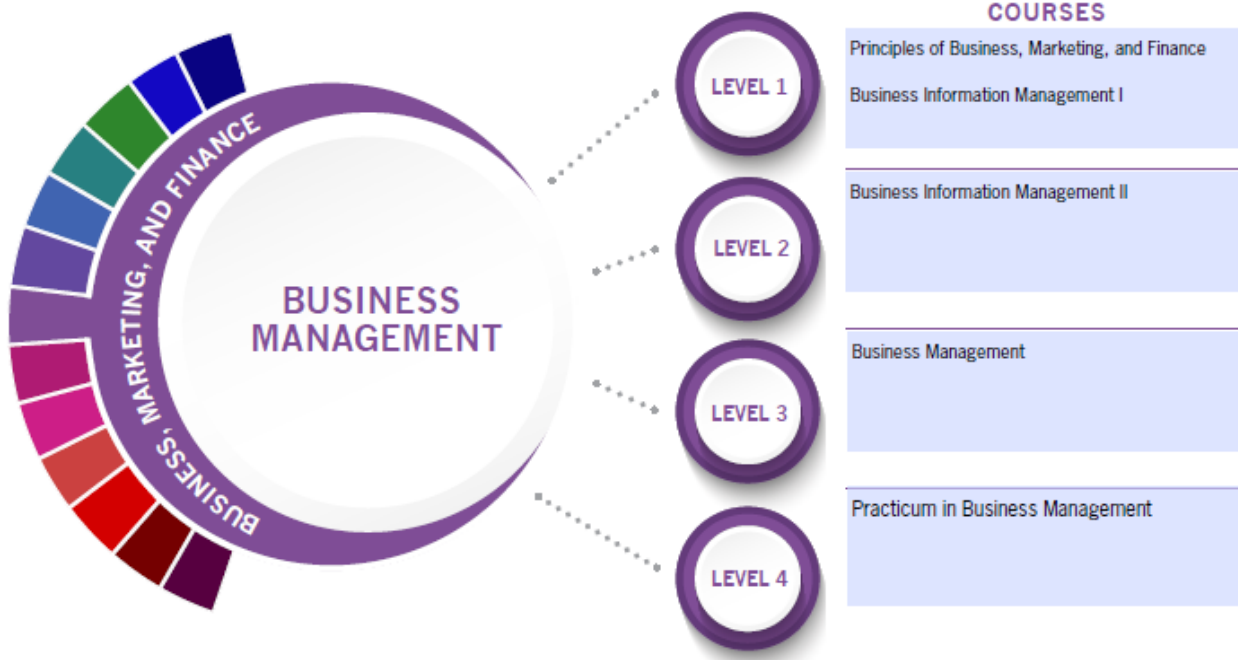 BUSINESS, MARKETING, AND FINANCE
BUSINESS
MANAGEMENT
COURSES
LEVEL 1
Principles of Business, Marketing, and Finance
Business Information Management I
LEVEL 2
Business Information Management II
LEVEL 3
Business Management
LEVEL 4
Practicum in Business Management